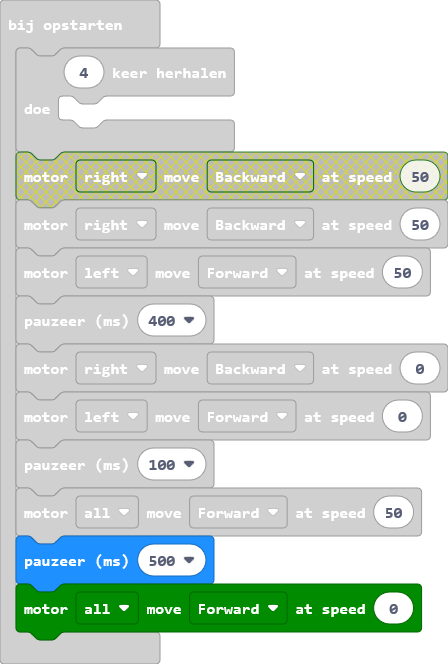 bij opstarten
4 keer herhalen
doe
motor right move Backward at speed 50
motor right move Backward at speed 50
motor left move Forward at speed 50
pauzeer (ms) 400
motor right move Backward at speed 0
motor left move Forward at speed 0
pauzeer (ms) 100
motor all move Forward at speed 50
pauzeer (ms) 500
motor all move Forward at speed 0